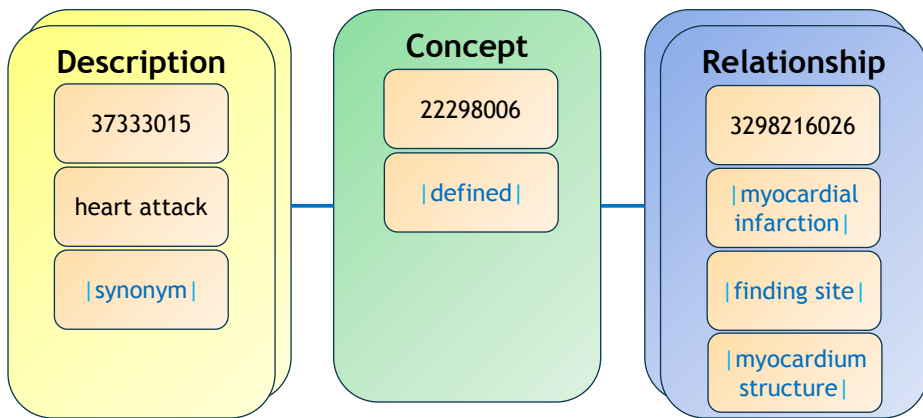 Description
37333015
heart attack
|synonym|
Concept
22298006
|defined|
Relationship
3298216026
|myocardial
infarction|
|finding site|
|myocardium
structure|